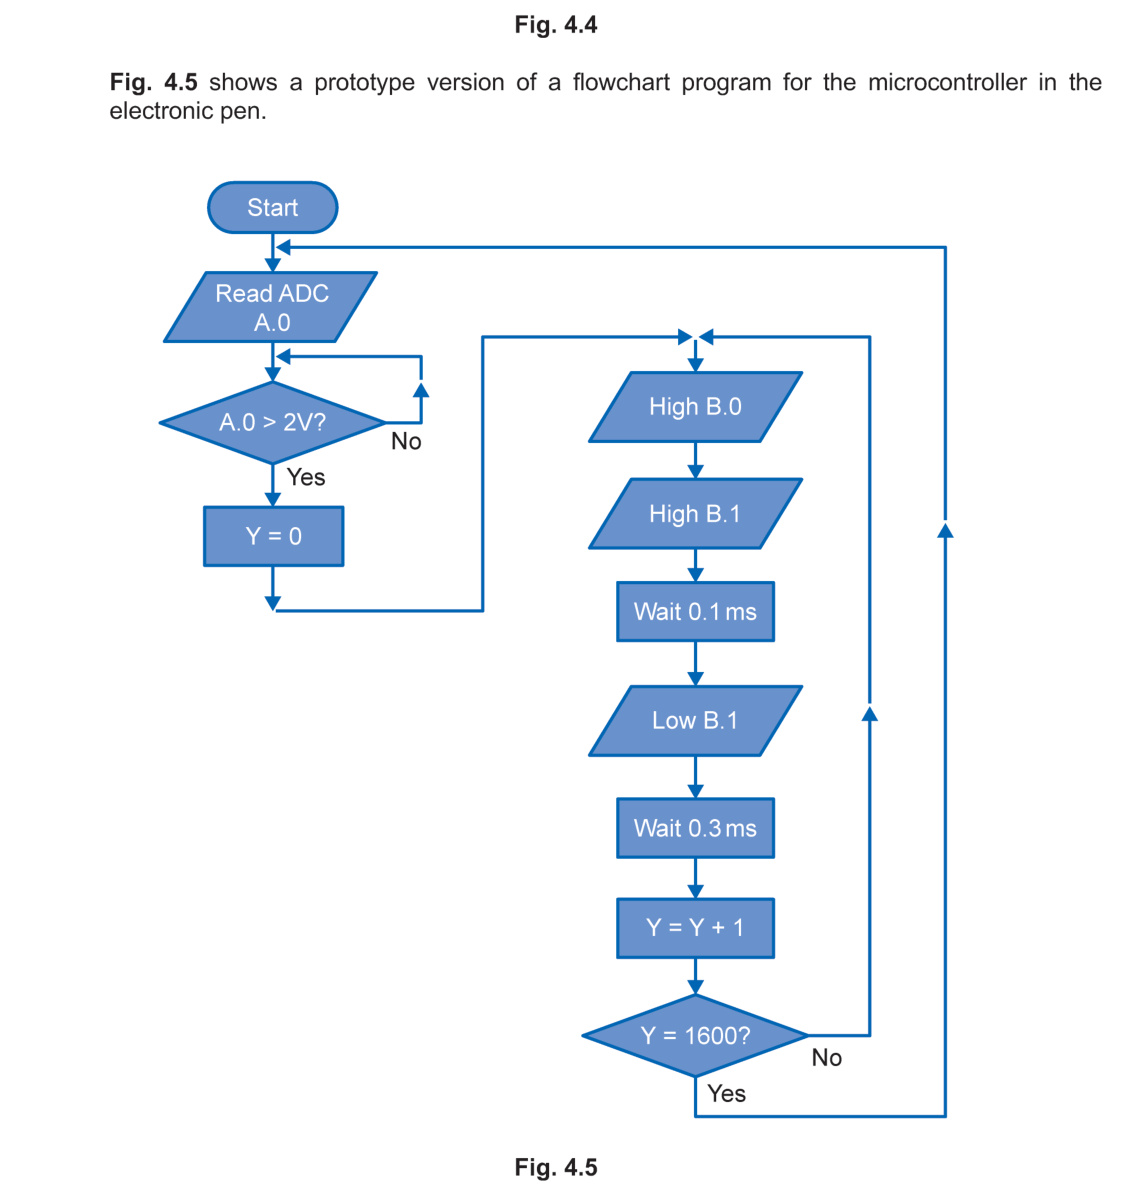 Fig. 4.4
Fig. 4.5 shows a prototype version of a flowchart program for the microcontroller in the
electronic pen.
Start
Read ADC
A.0
A.0 > 2V?
No
Yes
Y = 0
High B.0
High B.1
Wait 0.1 ms
Low B.1
Wait 0.3 ms
Y = Y + 1
Y = 1600?
No
Yes
Fig. 4.5